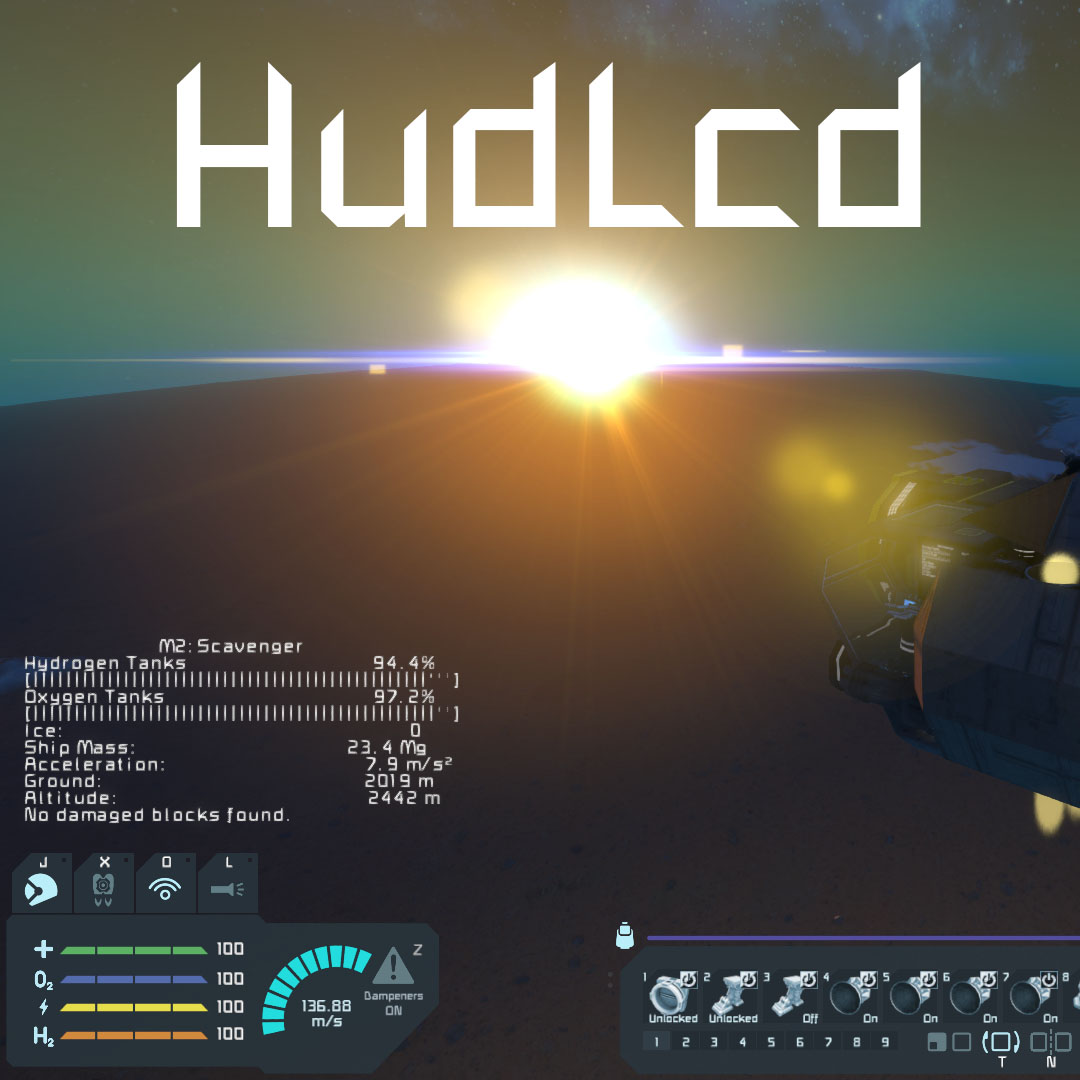 HudLcd
M2: Scavenger
Hydrogen Tanks 94.4%
Oxygen Tanks 97.2%
Ice: 0
Ship Mass: 23.4 Mg
Acceleration: 7.9 m/s²
Ground: 2019 m
Altitude: 2442 m
No damaged blocks found.
J X O L
100
O₂ 100
100
H₂ 100
136.88
m/s
Z
Dampeners
ON
1 2 3 4 5 6 7 8
Unlocked Unlocked Off On On On On
1 2 3 4 5 6 7 8 9
T N